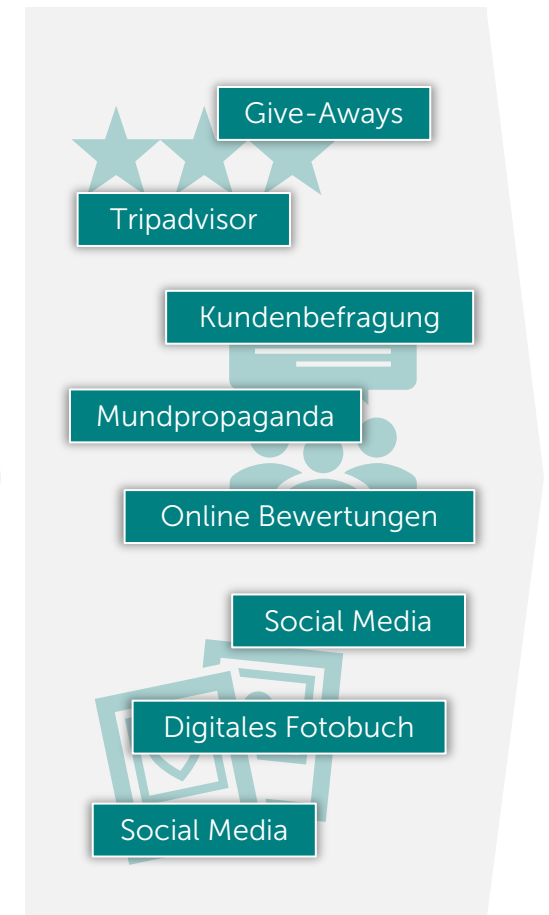 Give-Aways
Tripadvisor
Kundenbefragung
Mundpropaganda
Online Bewertungen
Social Media
Digitales Fotobuch
Social Media